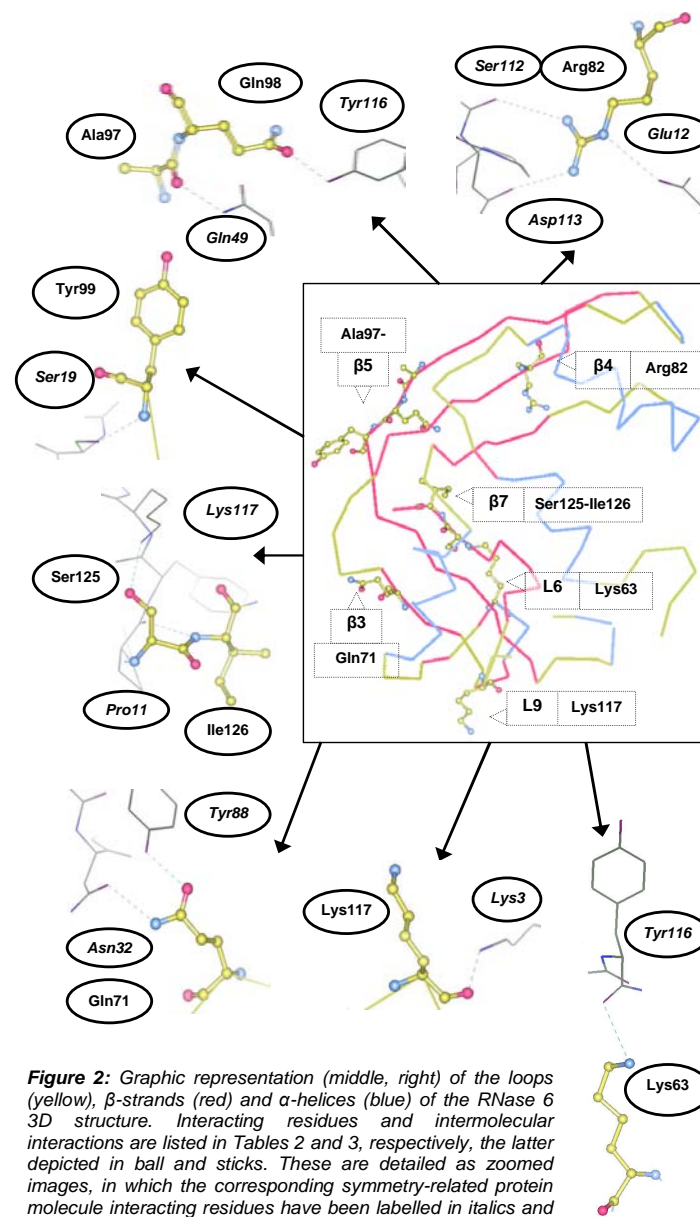 Gln98
Ser112
Arg82
Tyr116
Ala97
Glu12
Gln49
Asp113
Tyr99
Ala97-
β5
β4
Arg82
Ser19
β7
Ser125-Ile126
Lys117
Ser125
L6
Lys63
β3
Gln71
Pro11
Ile126
L9
Lys117
Tyr88
Lys117
Lys3
Tyr116
Asn32
Gln71
Lys63
Figure 2: Graphic representation (middle, right) of the loops
(yellow), β-strands (red) and α-helices (blue) of the RNase 6
3D structure. Interacting residues and intermolecular
interactions are listed in Tables 2 and 3, respectively, the latter
depicted in ball and sticks. These are detailed as zoomed
images, in which the corresponding symmetry-related protein
molecule interacting residues have been labelled in italics and